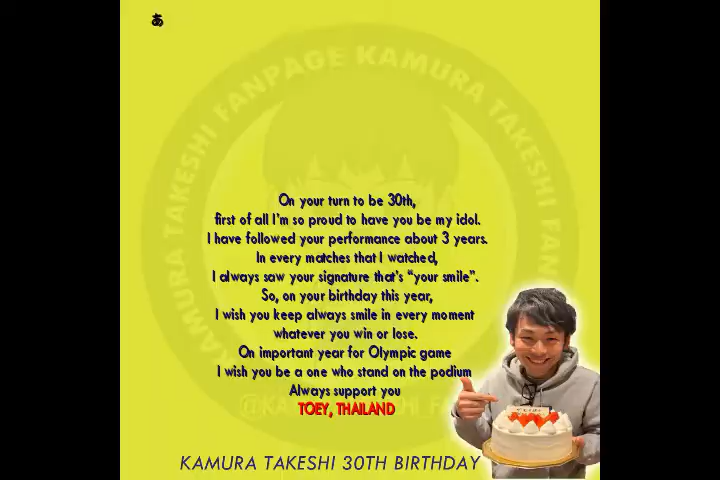 あ
KAMURA TAKESHI FANPAGE KAMURA TAKESHI FANPAGE
On your turn to be 30th,
first of all I'm so proud to have you be my idol.
I have followed your performance about 3 years.
In every matches that I watched,
I always saw your signature that's “your smile”.
So, on your birthday this year,
I wish you keep always smile in every moment
whatever you win or lose.
On important year for Olympic game
I wish you be a one who stand on the podium
Always support you
TOEY, THAILAND
KAMURA TAKESHI 30TH BIRTHDAY